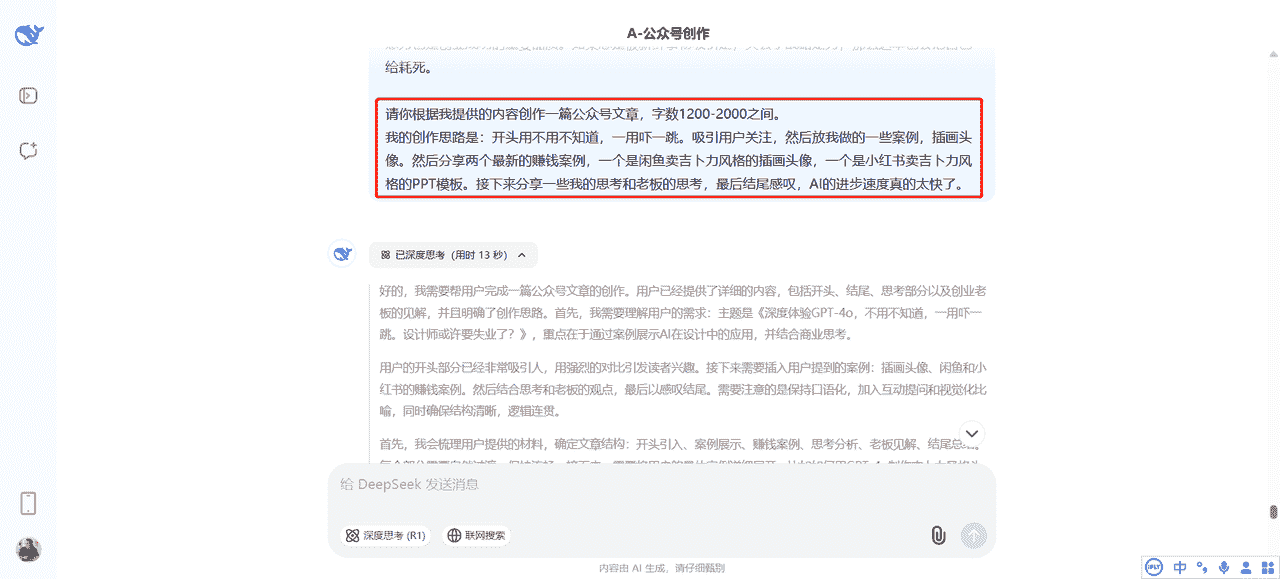 A-公众号创作
给耗死。
请你根据我提供的内容创作一篇公众号文章，字数1200-2000之间。
我的创作思路是：开头用不用不知道，一用吓一跳。吸引用户关注，然后放我做的一些案例，插画头
像。然后分享两个最新的赚钱案例，一个是闲鱼卖吉卜力风格的插画头像，一个是小红书卖吉卜力风
格的PPT模板。接下来分享一些我的思考和老板的思考，最后结尾感叹，AI的进步速度真的太快了。
已深度思考（用时 13 秒）
好的，我需要帮用户完成一篇公众号文章的创作。用户已经提供了详细的内容，包括开头、结尾、思考部分以及创业老
板的见解，并且明确了创作思路。首先，我需要理解用户的需求：主题是《深度体验GPT-4o，不用不知道，一用吓一
跳。设计师或许要失业了？》，重点在于通过案例展示AI在设计中的应用，并结合商业思考。
用户的开头部分已经非常吸引人，用强烈的对比引发读者兴趣。接下来需要插入用户提到的案例：插画头像、闲鱼和小
红书的赚钱案例。然后结合思考和老板的观点，最后以感叹结尾。需要注意的是保持口语化，加入互动提问和视觉化比
喻，同时确保结构清晰，逻辑连贯。
首先，我会梳理用户提供的材料，确定文章结构：开头引入、案例展示、赚钱案例、思考分析、老板见解、结尾总
给 DeepSeek 发送消息
深度思考 (R1)
联网搜索
内容由 AI 生成，请仔细甄别
iFLY
中